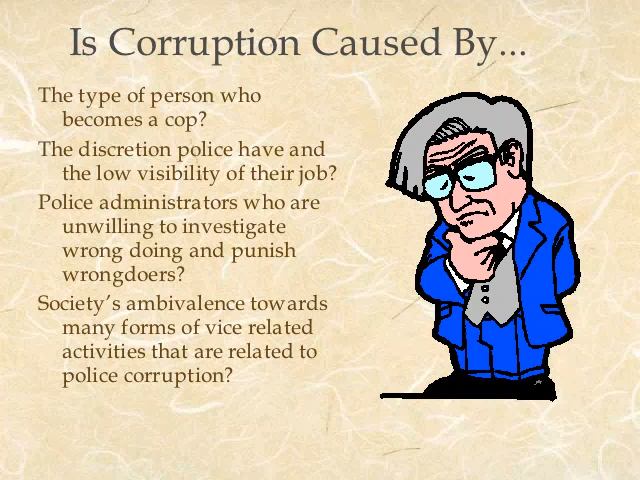 Is Corruption Caused By...
The type of person who
becomes a cop?
The discretion police have and
the low visibility of their job?
Police administrators who are
unwilling to investigate
wrong doing and punish
wrongdoers?
Society’s ambivalence towards
many forms of vice related
activities that are related to
police corruption?